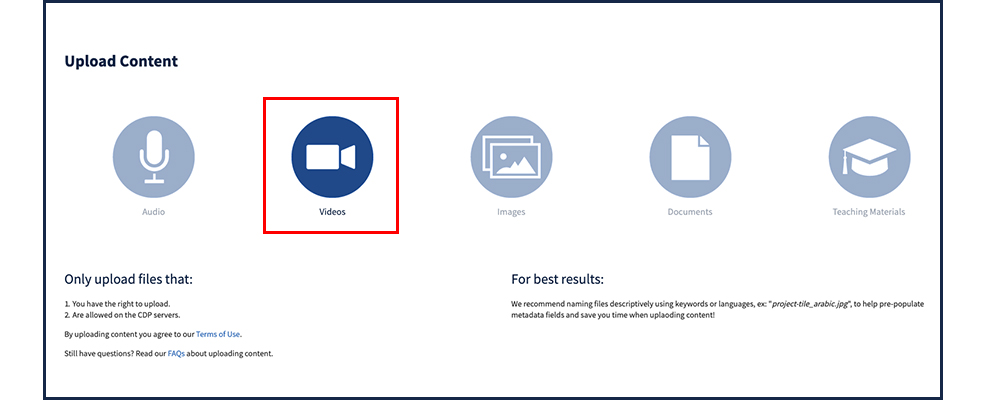 Upload Content
Audio
Videos
Images
Documents
Teaching Materials
Only upload files that:
1. You have the right to upload.
2. Are allowed on the CDP servers.
By uploading content you agree to our Terms of Use.
Still have questions? Read our FAQs about uploading content.
For best results:
We recommend naming files descriptively using keywords or languages, ex: "project-tile_arabic.jpg", to help pre-populate
metadata fields and save you time when uplaoding content!